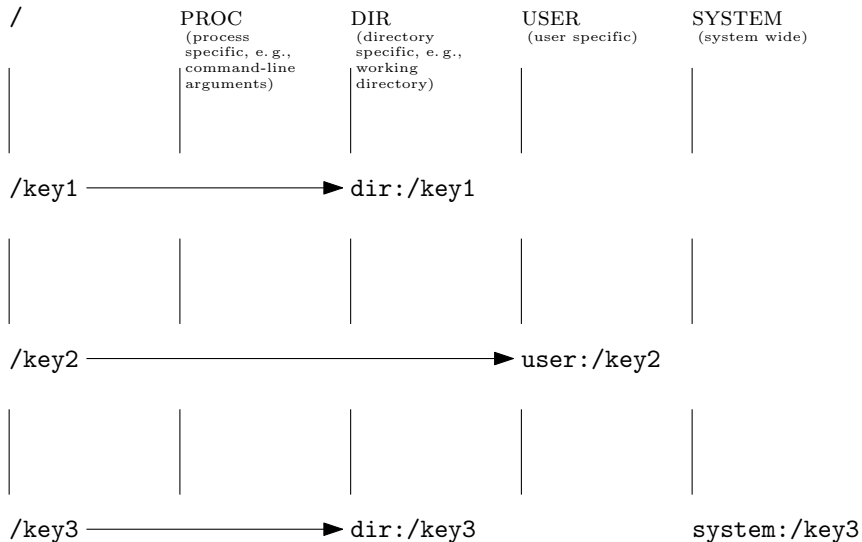 /
PROC
(process
specific, e. g.,
command-line
arguments)
DIR
(directory
specific, e. g.,
working
directory)
USER
(user specific)
SYSTEM
(system wide)
/key1 dir:/key1
/key2 user:/key2
/key3 dir:/key3 system:/key3